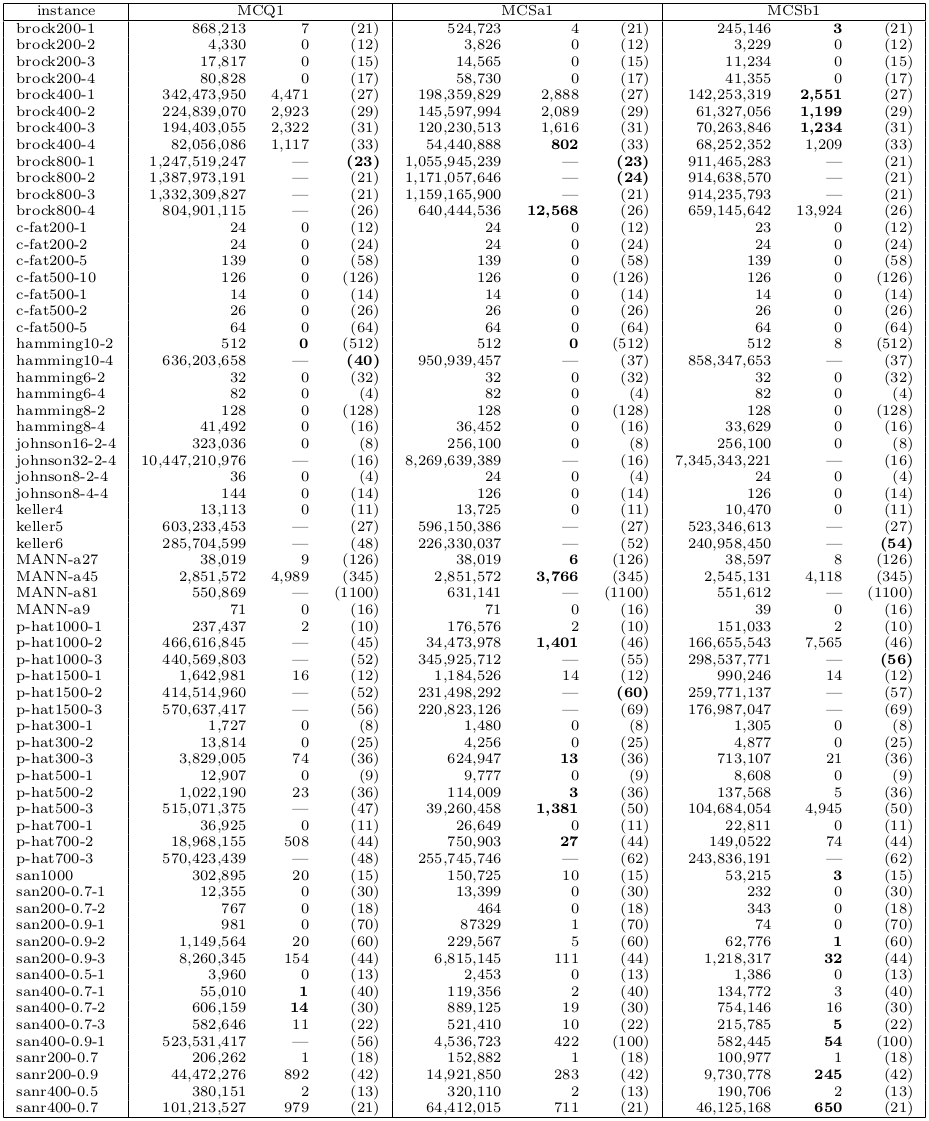 instance MCQ1 MCSa1 MCSb1
brock200-1 868,213 7 (21) 524,723 4 (21) 245,146 3 (21)
brock200-2 4,330 0 (12) 3,826 0 (12) 3,229 0 (12)
brock200-3 17,817 0 (15) 14,565 0 (15) 11,234 0 (15)
brock200-4 80,828 0 (17) 58,730 0 (17) 41,355 0 (17)
brock400-1 342,473,950 4,471 (27) 198,359,829 2,888 (27) 142,253,319 2,551 (27)
brock400-2 224,839,070 2,923 (29) 145,597,994 2,089 (29) 61,327,056 1,199 (29)
brock400-3 194,403,055 2,322 (31) 120,230,513 1,616 (31) 70,263,846 1,234 (31)
brock400-4 82,056,086 1,117 (33) 54,440,888 802 (33) 68,252,352 1,209 (33)
brock800-1 1,247,519,247 — (23) 1,055,945,239 — (23) 911,465,283 — (21)
brock800-2 1,387,973,191 — (21) 1,171,057,646 — (24) 914,638,570 — (21)
brock800-3 1,332,309,827 — (21) 1,159,165,900 — (21) 914,235,793 — (21)
brock800-4 804,901,115 — (26) 640,444,536 12,568 (26) 659,145,642 13,924 (26)
c-fat200-1 24 0 (12) 24 0 (12) 23 0 (12)
c-fat200-2 24 0 (24) 24 0 (24) 24 0 (24)
c-fat200-5 139 0 (58) 139 0 (58) 139 0 (58)
c-fat500-10 126 0 (126) 126 0 (126) 126 0 (126)
c-fat500-1 14 0 (14) 14 0 (14) 14 0 (14)
c-fat500-2 26 0 (26) 26 0 (26) 26 0 (26)
c-fat500-5 64 0 (64) 64 0 (64) 64 0 (64)
hamming10-2 512 0 (512) 512 0 (512) 512 8 (512)
hamming10-4 636,203,658 — (40) 950,939,457 — (37) 858,347,653 — (37)
hamming6-2 32 0 (32) 32 0 (32) 32 0 (32)
hamming6-4 82 0 (4) 82 0 (4) 82 0 (4)
hamming8-2 128 0 (128) 128 0 (128) 128 0 (128)
hamming8-4 41,492 0 (16) 36,452 0 (16) 33,629 0 (16)
johnson16-2-4 323,036 0 (8) 256,100 0 (8) 256,100 0 (8)
johnson32-2-4 10,447,210,976 — (16) 8,269,639,389 — (16) 7,345,343,221 — (16)
johnson8-2-4 36 0 (4) 24 0 (4) 24 0 (4)
johnson8-4-4 144 0 (14) 126 0 (14) 126 0 (14)
keller4 13,113 0 (11) 13,725 0 (11) 10,470 0 (11)
keller5 603,233,453 — (27) 596,150,386 — (27) 523,346,613 — (27)
keller6 285,704,599 — (48) 226,330,037 — (52) 240,958,450 — (54)
MANN-a27 38,019 9 (126) 38,019 6 (126) 38,597 8 (126)
MANN-a45 2,851,572 4,989 (345) 2,851,572 3,766 (345) 2,545,131 4,118 (345)
MANN-a81 550,869 — (1100) 631,141 — (1100) 551,612 — (1100)
MANN-a9 71 0 (16) 71 0 (16) 39 0 (16)
p-hat1000-1 237,437 2 (10) 176,576 2 (10) 151,033 2 (10)
p-hat1000-2 466,616,845 — (45) 34,473,978 1,401 (46) 166,655,543 7,565 (46)
p-hat1000-3 440,569,803 — (52) 345,925,712 — (55) 298,537,771 — (56)
p-hat1500-1 1,642,981 16 (12) 1,184,526 14 (12) 990,246 14 (12)
p-hat1500-2 414,514,960 — (52) 231,498,292 — (60) 259,771,137 — (57)
p-hat1500-3 570,637,417 — (56) 220,823,126 — (69) 176,987,047 — (69)
p-hat300-1 1,727 0 (8) 1,480 0 (8) 1,305 0 (8)
p-hat300-2 13,814 0 (25) 4,256 0 (25) 4,877 0 (25)
p-hat300-3 3,829,005 74 (36) 624,947 13 (36) 713,107 21 (36)
p-hat500-1 12,907 0 (9) 9,777 0 (9) 8,608 0 (9)
p-hat500-2 1,022,190 23 (36) 114,009 3 (36) 137,568 5 (36)
p-hat500-3 515,071,375 — (47) 39,260,458 1,381 (50) 104,684,054 4,945 (50)
p-hat700-1 36,925 0 (11) 26,649 0 (11) 22,811 0 (11)
p-hat700-2 18,968,155 508 (44) 750,903 27 (44) 149,0522 74 (44)
p-hat700-3 570,423,439 — (48) 255,745,746 — (62) 243,836,191 — (62)
san1000 302,895 20 (15) 150,725 10 (15) 53,215 3 (15)
san200-0.7-1 12,355 0 (30) 13,399 0 (30) 232 0 (30)
san200-0.7-2 767 0 (18) 464 0 (18) 343 0 (18)
san200-0.9-1 981 0 (70) 87329 1 (70) 74 0 (70)
san200-0.9-2 1,149,564 20 (60) 229,567 5 (60) 62,776 1 (60)
san200-0.9-3 8,260,345 154 (44) 6,815,145 111 (44) 1,218,317 32 (44)
san400-0.5-1 3,960 0 (13) 2,453 0 (13) 1,386 0 (13)
san400-0.7-1 55,010 1 (40) 119,356 2 (40) 134,772 3 (40)
san400-0.7-2 606,159 14 (30) 889,125 19 (30) 754,146 16 (30)
san400-0.7-3 582,646 11 (22) 521,410 10 (22) 215,785 5 (22)
san400-0.9-1 523,531,417 — (56) 4,536,723 422 (100) 582,445 54 (100)
sanr200-0.7 206,262 1 (18) 152,882 1 (18) 100,977 1 (18)
sanr200-0.9 44,472,276 892 (42) 14,921,850 283 (42) 9,730,778 245 (42)
sanr400-0.5 380,151 2 (13) 320,110 2 (13) 190,706 2 (13)
sanr400-0.7 101,213,527 979 (21) 64,412,015 711 (21) 46,125,168 650 (21)